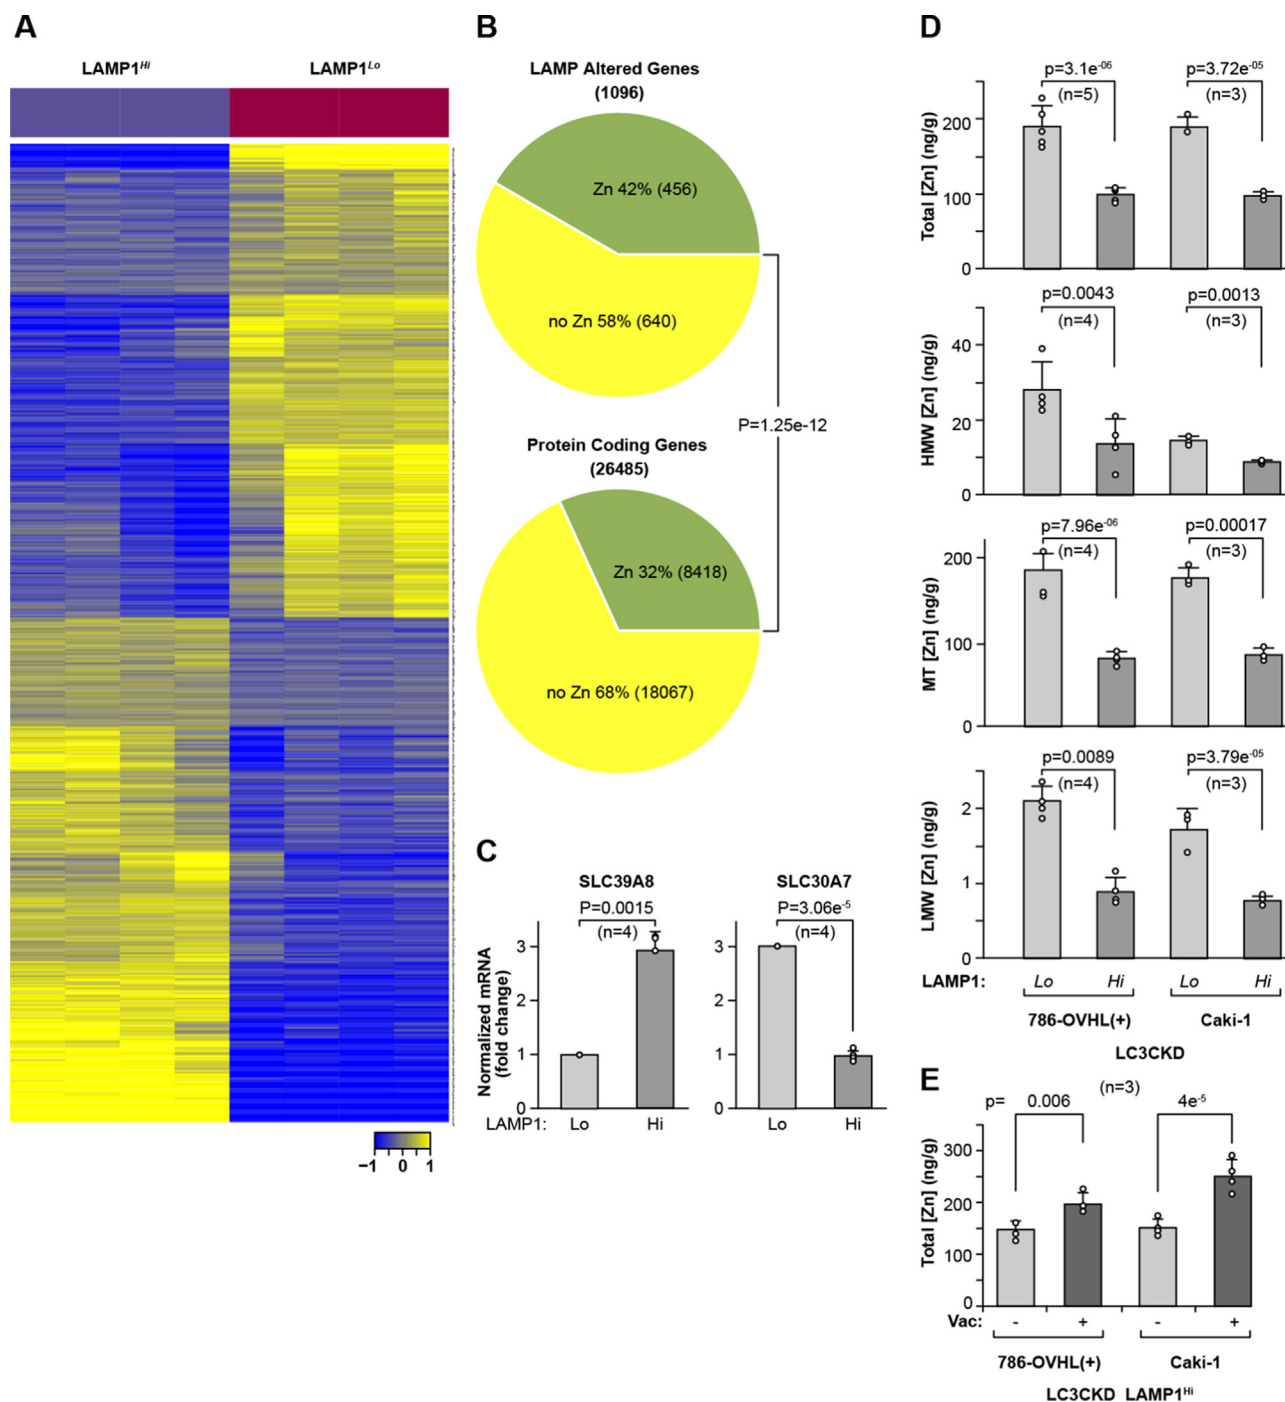 A
LAMP1Hi
LAMP1Lo
−1 0 1
B
LAMP Altered Genes
(1096)
Zn 42% (456)
no Zn 58% (640)
P=1.25e-12
Protein Coding Genes
(26485)
Zn 32% (8418)
no Zn 68% (18067)
C
SLC39A8
P=0.0015
(n=4)
SLC30A7
P=3.06e-5
(n=4)
Normalized mRNA
(fold change)
3
2
1
0
3
2
1
0
LAMP1: Lo Hi Lo Hi
D
p=3.1e-06
(n=5)
p=3.72e-05
(n=3)
Total [Zn] (ng/g)
200
100
0
p=0.0043
(n=4)
p=0.0013
(n=3)
HMW [Zn] (ng/g)
40
20
0
p=7.96e-06
(n=4)
p=0.00017
(n=3)
MT [Zn] (ng/g)
200
100
0
p=0.0089
(n=4)
p=3.79e-05
(n=3)
LMW [Zn] (ng/g)
2
1
0
LAMP1: Lo Hi Lo Hi
786-OVHL(+) Caki-1
LC3CKD
E
(n=3)
p= 0.006 4e-5
Total [Zn] (ng/g)
300
200
100
0
Vac: - + - +
786-OVHL(+) Caki-1
LC3CKD LAMP1Hi